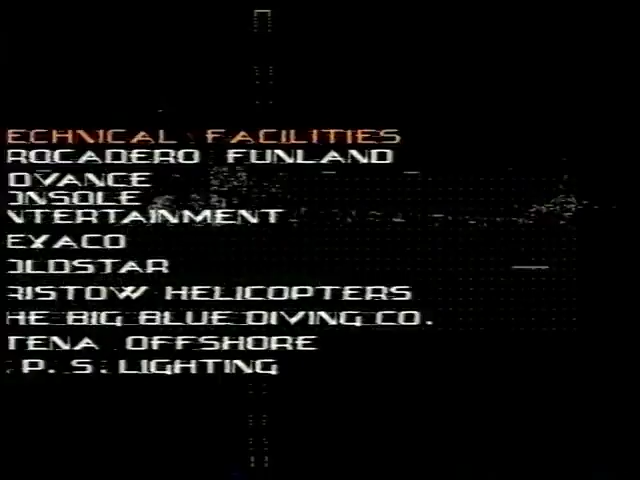 ECHNICAL FACILITIES
ROCADERO FUNLAND
DVANCE
ONSOLE
NTERTAINMENT
EXACO
OLDSTAR
RISTOW HELICOPTERS
HE BIG BLUE DIVING CO.
TENA OFFSHORE
. P. S. LIGHTING